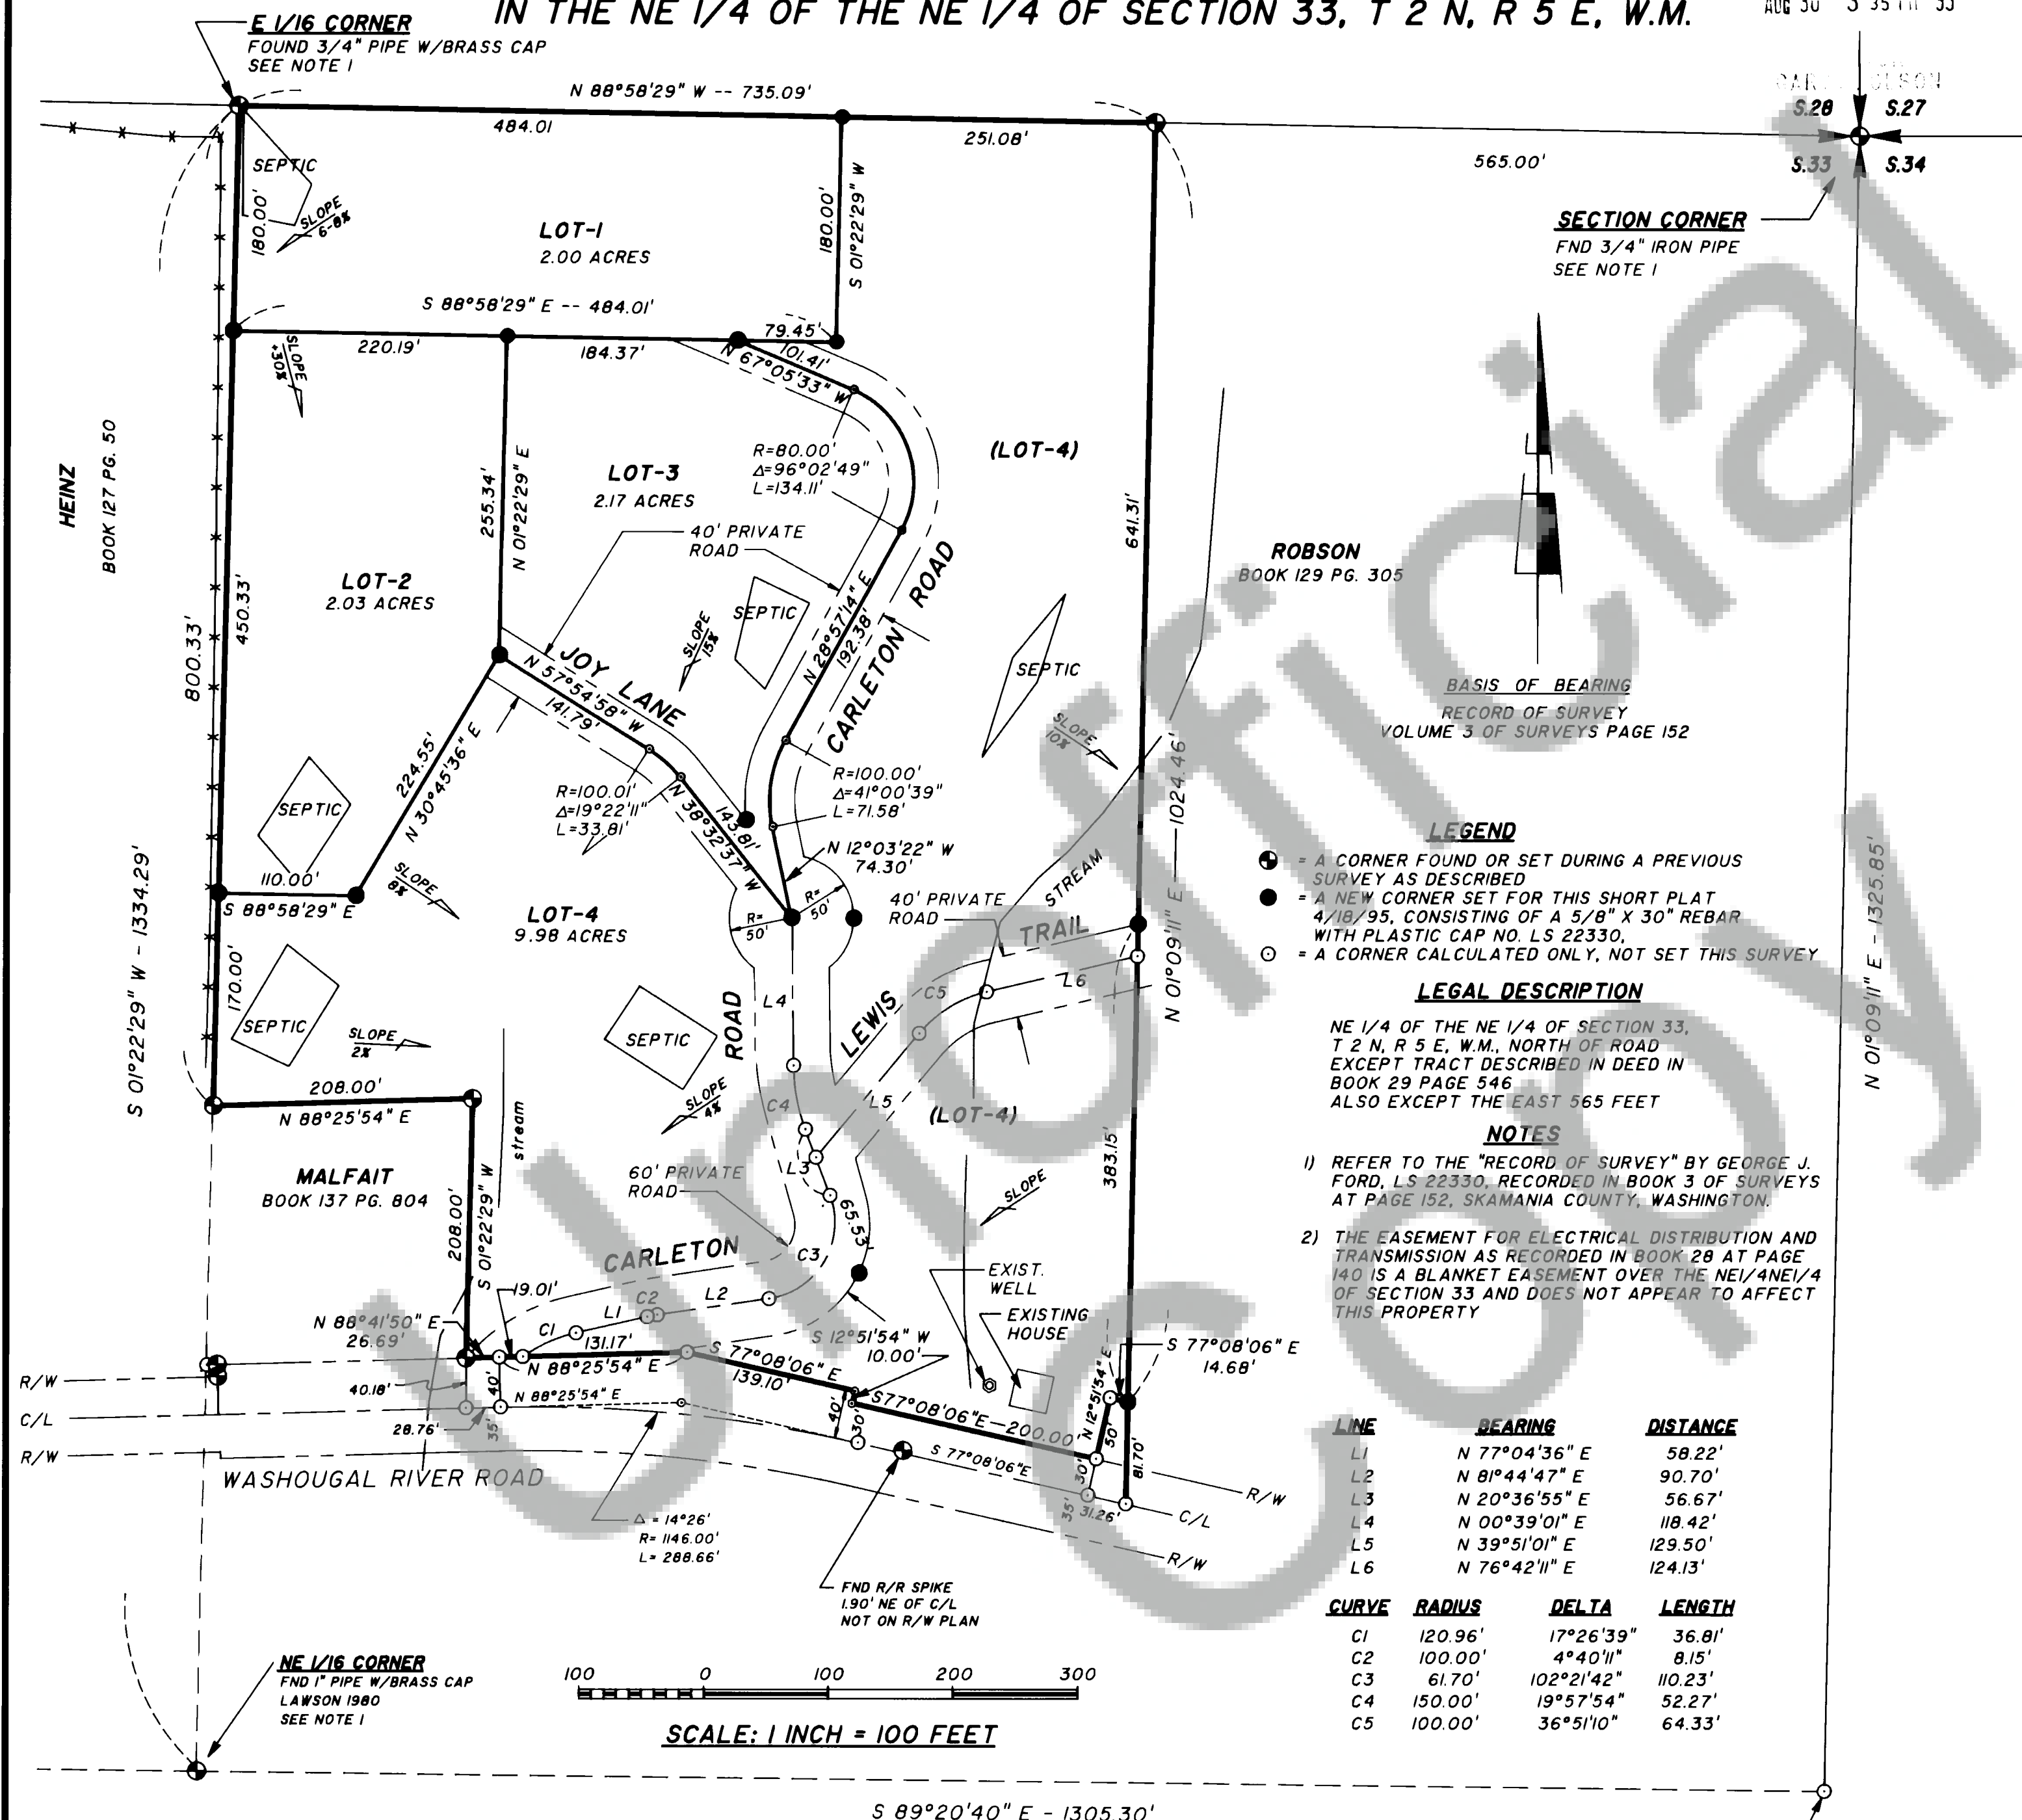 IN THE NE 1/4 OF THE NE 1/4 OF SECTION 33, T 2 N, R 5 E, W.M.
E 1/16 CORNER
FOUND 3/4" PIPE W/BRASS CAP
SEE NOTE 1
N 88°58'29" W -- 735.09'
484.01
251.08'
565.00'
S.28
S.27
S.33
S.34
SECTION CORNER
FND 3/4" IRON PIPE
SEE NOTE 1
SEPTIC
180.00'
SLOPE
6-8%
LOT-1
2.00 ACRES
180.00'
S 01°22'29" W
S 88°58'29" E -- 484.01'
220.19'
184.37'
79.45'
101.41'
N 67°05'33" W
SLOPE
+30%
HEINZ
BOOK 127 PG. 50
800.33'
450.33'
LOT-2
2.03 ACRES
255.34'
N 01°22'29" E
LOT-3
2.17 ACRES
R=80.00'
Δ=96°02'49"
L=134.11'
40' PRIVATE
ROAD
(LOT-4)
641.31'
ROBSON
BOOK 129 PG. 305
SEPTIC
SLOPE
15%
N 28°57'14" E
192.38'
CARLETON ROAD
SEPTIC
SLOPE
10%
JOY LANE
N 57°54'58" W
141.79'
R=100.01'
Δ=19°22'11"
L=33.81'
143.81'
N 38°32'37" W
R=100.00'
Δ=41°00'39"
L=71.58'
N 12°03'22" W
74.30'
R=
50'
R=
50'
224.55'
N 30°45'36" E
SEPTIC
110.00'
S 88°58'29" E
SLOPE
8%
LOT-4
9.98 ACRES
40' PRIVATE
ROAD
STREAM
TRAIL
LEWIS
N 01°09'11" E — 1024.46'
BASIS OF BEARING
RECORD OF SURVEY
VOLUME 3 OF SURVEYS PAGE 152
LEGEND
= A CORNER FOUND OR SET DURING A PREVIOUS
SURVEY AS DESCRIBED
= A NEW CORNER SET FOR THIS SHORT PLAT
4/18/95, CONSISTING OF A 5/8" X 30" REBAR
WITH PLASTIC CAP NO. LS 22330,
= A CORNER CALCULATED ONLY, NOT SET THIS SURVEY
LEGAL DESCRIPTION
NE 1/4 OF THE NE 1/4 OF SECTION 33,
T 2 N, R 5 E, W.M., NORTH OF ROAD
EXCEPT TRACT DESCRIBED IN DEED IN
BOOK 29 PAGE 546
ALSO EXCEPT THE EAST 565 FEET
NOTES
1) REFER TO THE "RECORD OF SURVEY" BY GEORGE J.
FORD, LS 22330, RECORDED IN BOOK 3 OF SURVEYS
AT PAGE 152, SKAMANIA COUNTY, WASHINGTON.
2) THE EASEMENT FOR ELECTRICAL DISTRIBUTION AND
TRANSMISSION AS RECORDED IN BOOK 28 AT PAGE
140 IS A BLANKET EASEMENT OVER THE NE1/4NE1/4
OF SECTION 33 AND DOES NOT APPEAR TO AFFECT
THIS PROPERTY
N 01°09'11" E - 1325.85'
S 01°22'29" W - 1334.29'
170.00'
SEPTIC
SLOPE
2%
SEPTIC
SLOPE
4%
ROAD
L4
C4
L3
L5
C5
L6
(LOT-4)
383.15'
208.00'
N 88°25'54" E
MALFAIT
BOOK 137 PG. 804
208.00'
S 01°22'29" W
stream
60' PRIVATE
ROAD
65.53'
SLOPE
CARLETON
C3
C2
L2
L1
C1
19.01'
N 88°41'50" E
26.69'
131.17'
N 88°25'54" E
EXIST.
WELL
EXISTING
HOUSE
S 12°51'54" W
10.00'
S 77°08'06" E
14.68'
S 77°08'06" E
139.10'
S77°08'06"E—200.00'
N 12°51'54" E
50'
81.70'
R/W
C/L
R/W
40.18'
28.76'
40'
35'
N 88°25'54" E
40'
30'
S 77°08'06"E
30'
35'
31.26'
R/W
C/L
R/W
WASHOUGAL RIVER ROAD
Δ = 14°26'
R= 1146.00'
L= 288.66'
FND R/R SPIKE
1.90' NE OF C/L
NOT ON R/W PLAN
LINE BEARING DISTANCE
L1 N 77°04'36" E 58.22'
L2 N 81°44'47" E 90.70'
L3 N 20°36'55" E 56.67'
L4 N 00°39'01" E 118.42'
L5 N 39°51'01" E 129.50'
L6 N 76°42'11" E 124.13'
CURVE RADIUS DELTA LENGTH
C1 120.96' 17°26'39" 36.81'
C2 100.00' 4°40'11" 8.15'
C3 61.70' 102°21'42" 110.23'
C4 150.00' 19°57'54" 52.27'
C5 100.00' 36°51'10" 64.33'
NE 1/16 CORNER
FND 1" PIPE W/BRASS CAP
LAWSON 1980
SEE NOTE 1
100 0 100 200 300
SCALE: 1 INCH = 100 FEET
S 89°20'40" E - 1305.30'
Unofficial
Copy